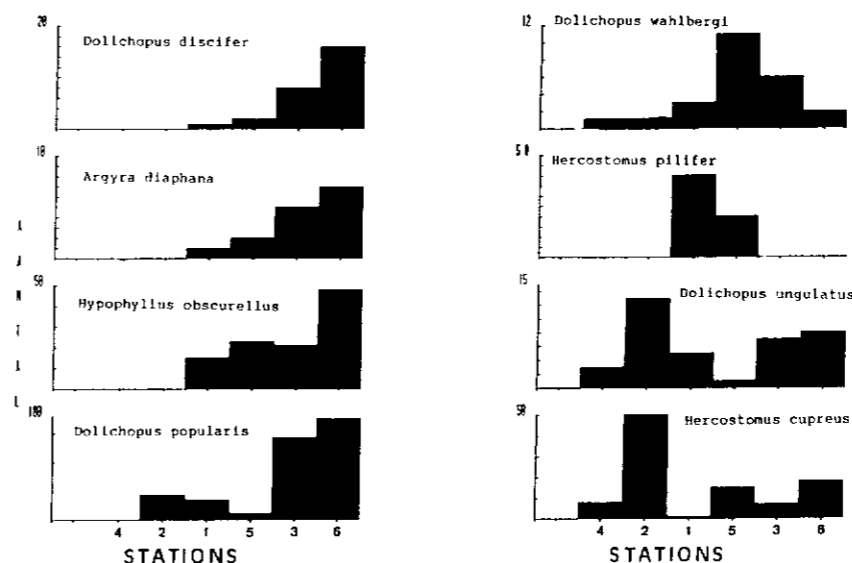 20
Dolichopus discifer
10
Argyra diaphana
50
Hypophyllus obscurellus
100
Dolichopus popularis
4 2 1 5 3 6
STATIONS
12
Dolichopus wahlbergi
50
Hercostomus pilifer
15
Dolichopus ungulatus
50
Hercostomus cupreus
4 2 1 5 3 6
STATIONS